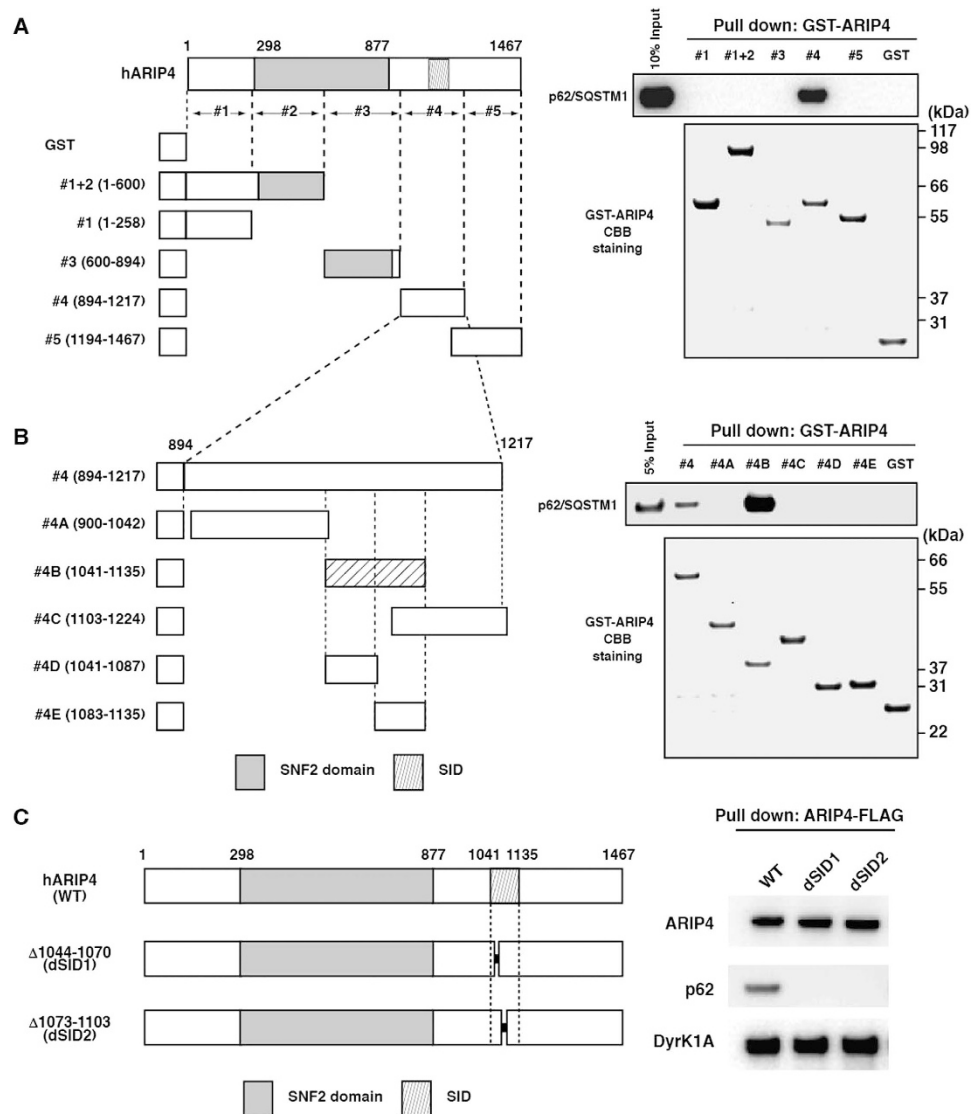 A
1 298 877 1467
hARIP4
#1 #2 #3 #4 #5
GST
#1+2 (1-600)
#1 (1-258)
#3 (600-894)
#4 (894-1217)
#5 (1194-1467)
Pull down: GST-ARIP4
10% Input
#1 #1+2 #3 #4 #5 GST
p62/SQSTM1
(kDa)
117
98
66
55
37
31
GST-ARIP4
CBB
staining
B
894 1217
#4 (894-1217)
#4A (900-1042)
#4B (1041-1135)
#4C (1103-1224)
#4D (1041-1087)
#4E (1083-1135)
SNF2 domain SID
Pull down: GST-ARIP4
5% Input
#4 #4A #4B #4C #4D #4E GST
p62/SQSTM1
(kDa)
66
55
37
31
22
GST-ARIP4
CBB
staining
C
1 298 877 1041 1135 1467
hARIP4
(WT)
Δ1044-1070
(dSID1)
Δ1073-1103
(dSID2)
SNF2 domain SID
Pull down: ARIP4-FLAG
WT dSID1 dSID2
ARIP4
p62
DyrK1A